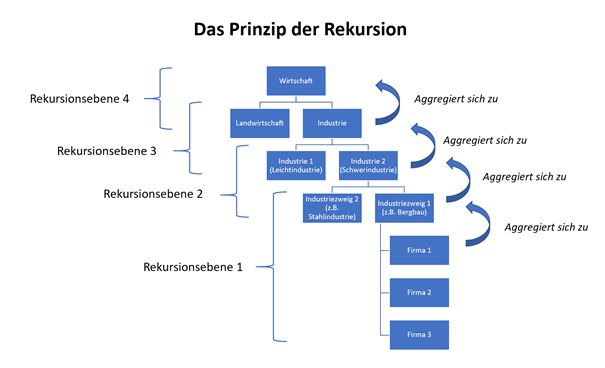 Das Prinzip der Rekursion
Rekursionsebene 4
Wirtschaft
Aggregiert sich zu
Landwirtschaft
Industrie
Rekursionsebene 3
Aggregiert sich zu
Industrie 1
(Leichtindustrie)
Industrie 2
(Schwerindustrie)
Rekursionsebene 2
Aggregiert sich zu
Industriezweig 2
(z.B.
Stahlindustrie)
Industriezweig 1
(z.B. Bergbau)
Aggregiert sich zu
Rekursionsebene 1
Firma 1
Firma 2
Firma 3